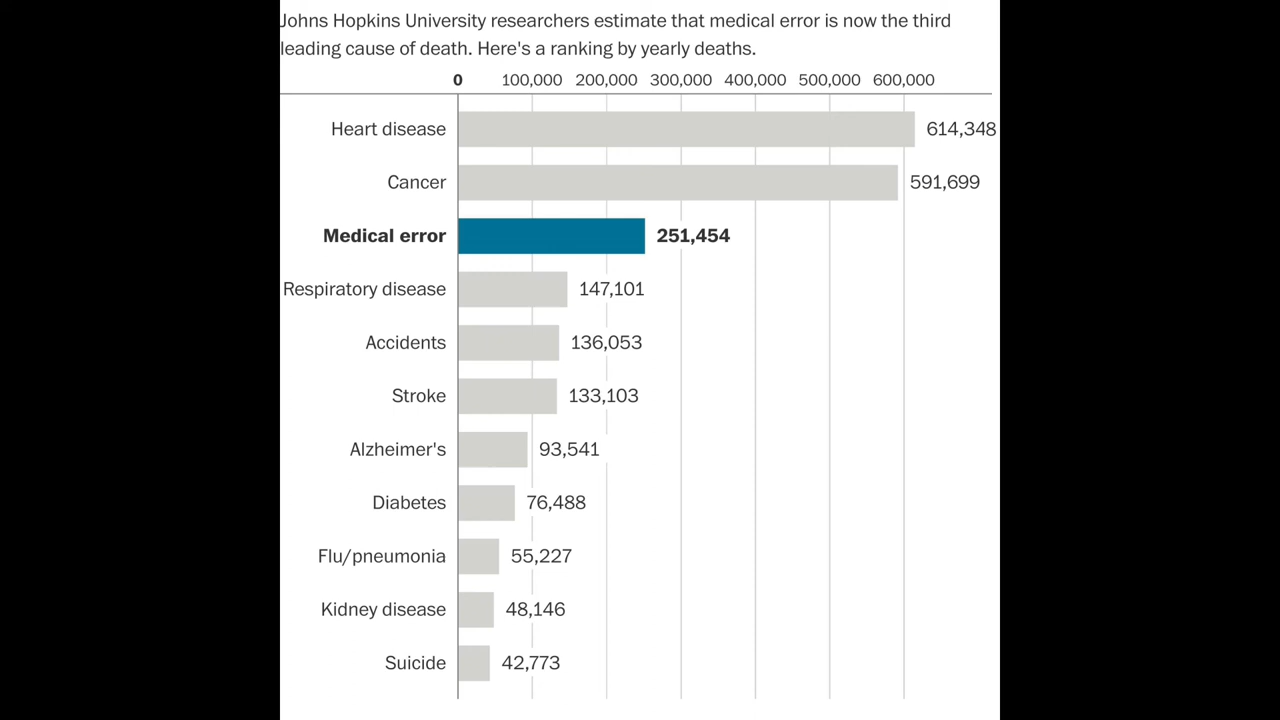 Johns Hopkins University researchers estimate that medical error is now the third
leading cause of death. Here's a ranking by yearly deaths.
0 100,000 200,000 300,000 400,000 500,000 600,000
Heart disease 614,348
Cancer 591,699
Medical error 251,454
Respiratory disease 147,101
Accidents 136,053
Stroke 133,103
Alzheimer's 93,541
Diabetes 76,488
Flu/pneumonia 55,227
Kidney disease 48,146
Suicide 42,773